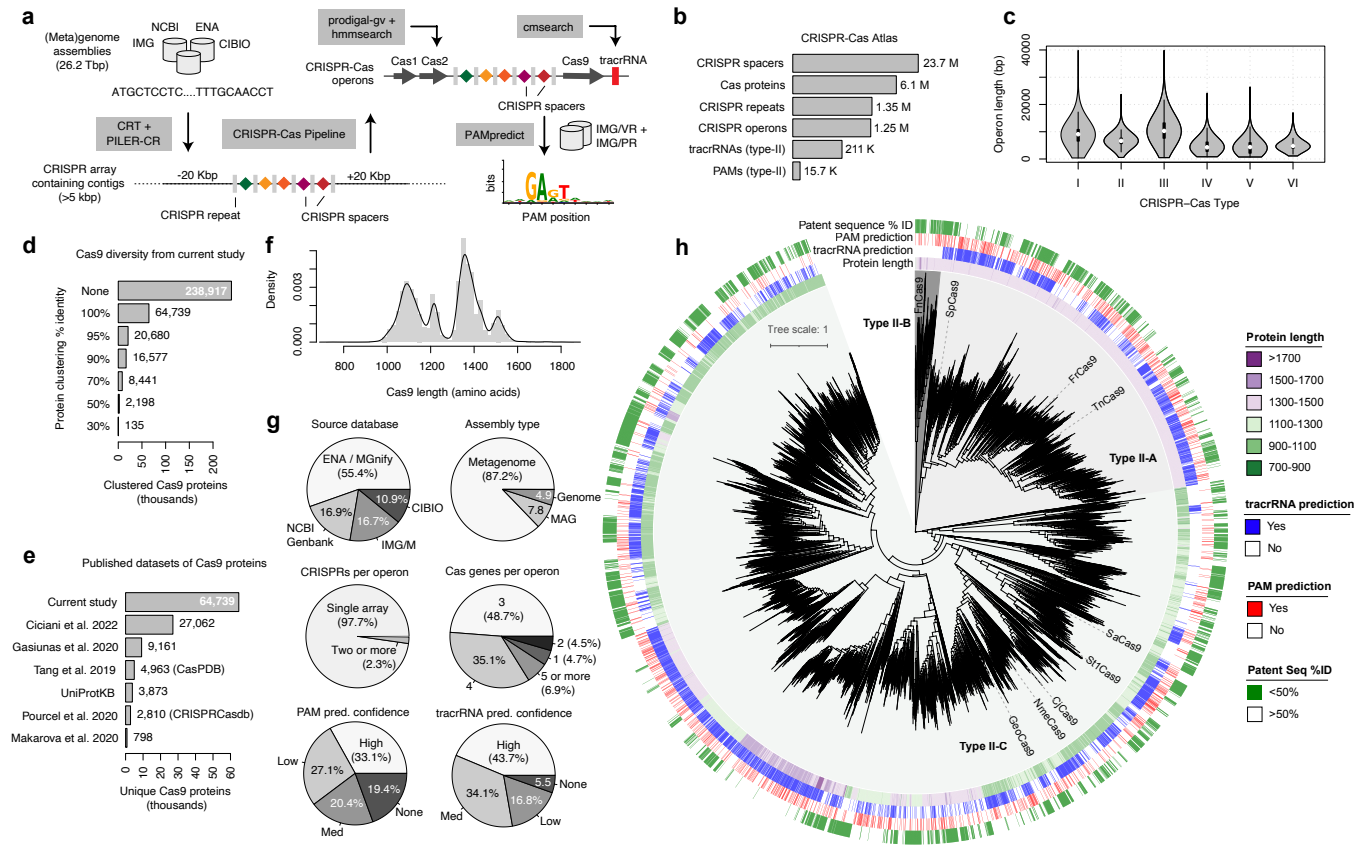 a
(Meta)genome
assemblies
(26.2 Tbp)
NCBI
ENA
IMG
CIBIO
ATGCTCCTC....TTTGCAACCT
CRT +
PILER-CR
CRISPR-Cas Pipeline
CRISPR array
containing contigs
(>5 kbp)
-20 Kbp
+20 Kbp
CRISPR repeat
CRISPR spacers
prodigal-gv +
hmmsearch
cmsearch
CRISPR-Cas
operons
Cas1
Cas2
Cas9
tracrRNA
CRISPR spacers
PAMpredict
IMG/VR +
IMG/PR
bits
GAGT
PAM position
b
CRISPR-Cas Atlas
CRISPR spacers 23.7 M
Cas proteins 6.1 M
CRISPR repeats 1.35 M
CRISPR operons 1.25 M
tracrRNAs (type-II) 211 K
PAMs (type-II) 15.7 K
c
Operon length (bp)
0
20000
40000
I II III IV V VI
CRISPR–Cas Type
d
Cas9 diversity from current study
Protein clustering % Identity
None 238,917
100% 64,739
95% 20,680
90% 16,577
70% 8,441
50% 2,198
30% 135
0 50 100 150 200
Clustered Cas9 proteins
(thousands)
e
Published datasets of Cas9 proteins
Current study 64,739
Ciciani et al. 2022 27,062
Gasiunas et al. 2020 9,161
Tang et al. 2019 4,963 (CasPDB)
UniProtKB 3,873
Pourcel et al. 2020 2,810 (CRISPRCasdb)
Makarova et al. 2020 798
0 10 20 30 40 50 60
Unique Cas9 proteins
(thousands)
f
Density
0.000
0.003
800 1000 1200 1400 1600 1800
Cas9 length (amino acids)
g
Source database
ENA / MGnify
(55.4%)
10.9%
CIBIO
16.9%
NCBI
Genbank
16.7%
IMG/M
Assembly type
Metagenome
(87.2%)
4.9
Genome
7.8
MAG
CRISPRs per operon
Single array
(97.7%)
Two or more
(2.3%)
Cas genes per operon
3
(48.7%)
2 (4.5%)
1 (4.7%)
5 or more
(6.9%)
35.1%
4
PAM pred. confidence
High
(33.1%)
Low
27.1%
20.4%
Med
19.4%
None
tracrRNA pred. confidence
High
(43.7%)
5.5
None
34.1%
Med
16.8%
Low
h
Patent sequence % ID
PAM prediction
tracrRNA prediction
Protein length
Tree scale: 1
Type II-B
FnCas9
SpCas9
FrCas9
TnCas9
Type II-A
SaCas9
St1Cas9
CjCas9
NmeCas9
GeoCas9
Type II-C
Protein length
>1700
1500-1700
1300-1500
1100-1300
900-1100
700-900
tracrRNA prediction
Yes
No
PAM prediction
Yes
No
Patent Seq %ID
<50%
>50%